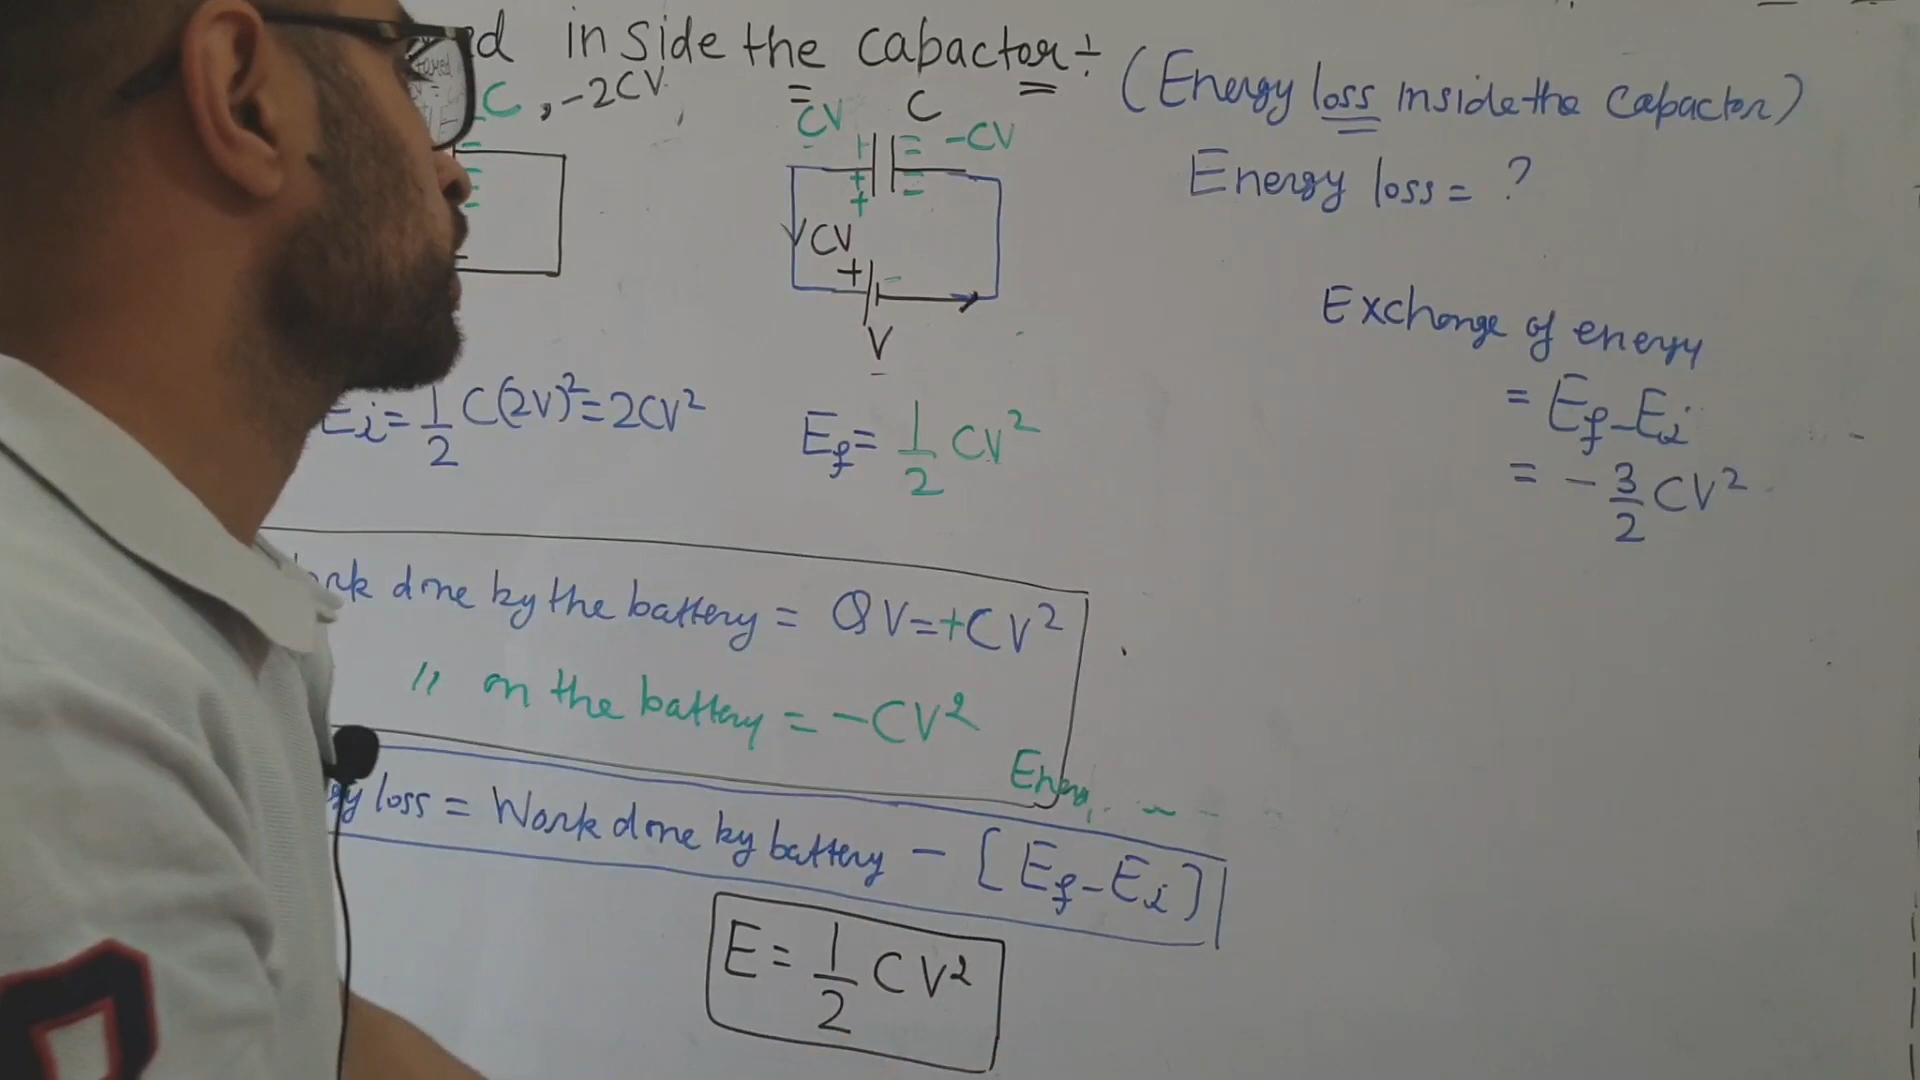 inside the cabactor÷
(Energy loss inside the cabactor)
C, -2CV
CV C -CV
Energy loss = ?
CV
+ -
V
Exchange of energy
= Ef-Ei
= -3/2 CV²
Ei = 1/2 C(2V)² = 2CV²
Ef = 1/2 CV²
done by the battery = QV = +CV²
" on the battery = -CV²
loss = Work done by battery - [Ef-Ei]
E = 1/2 CV²